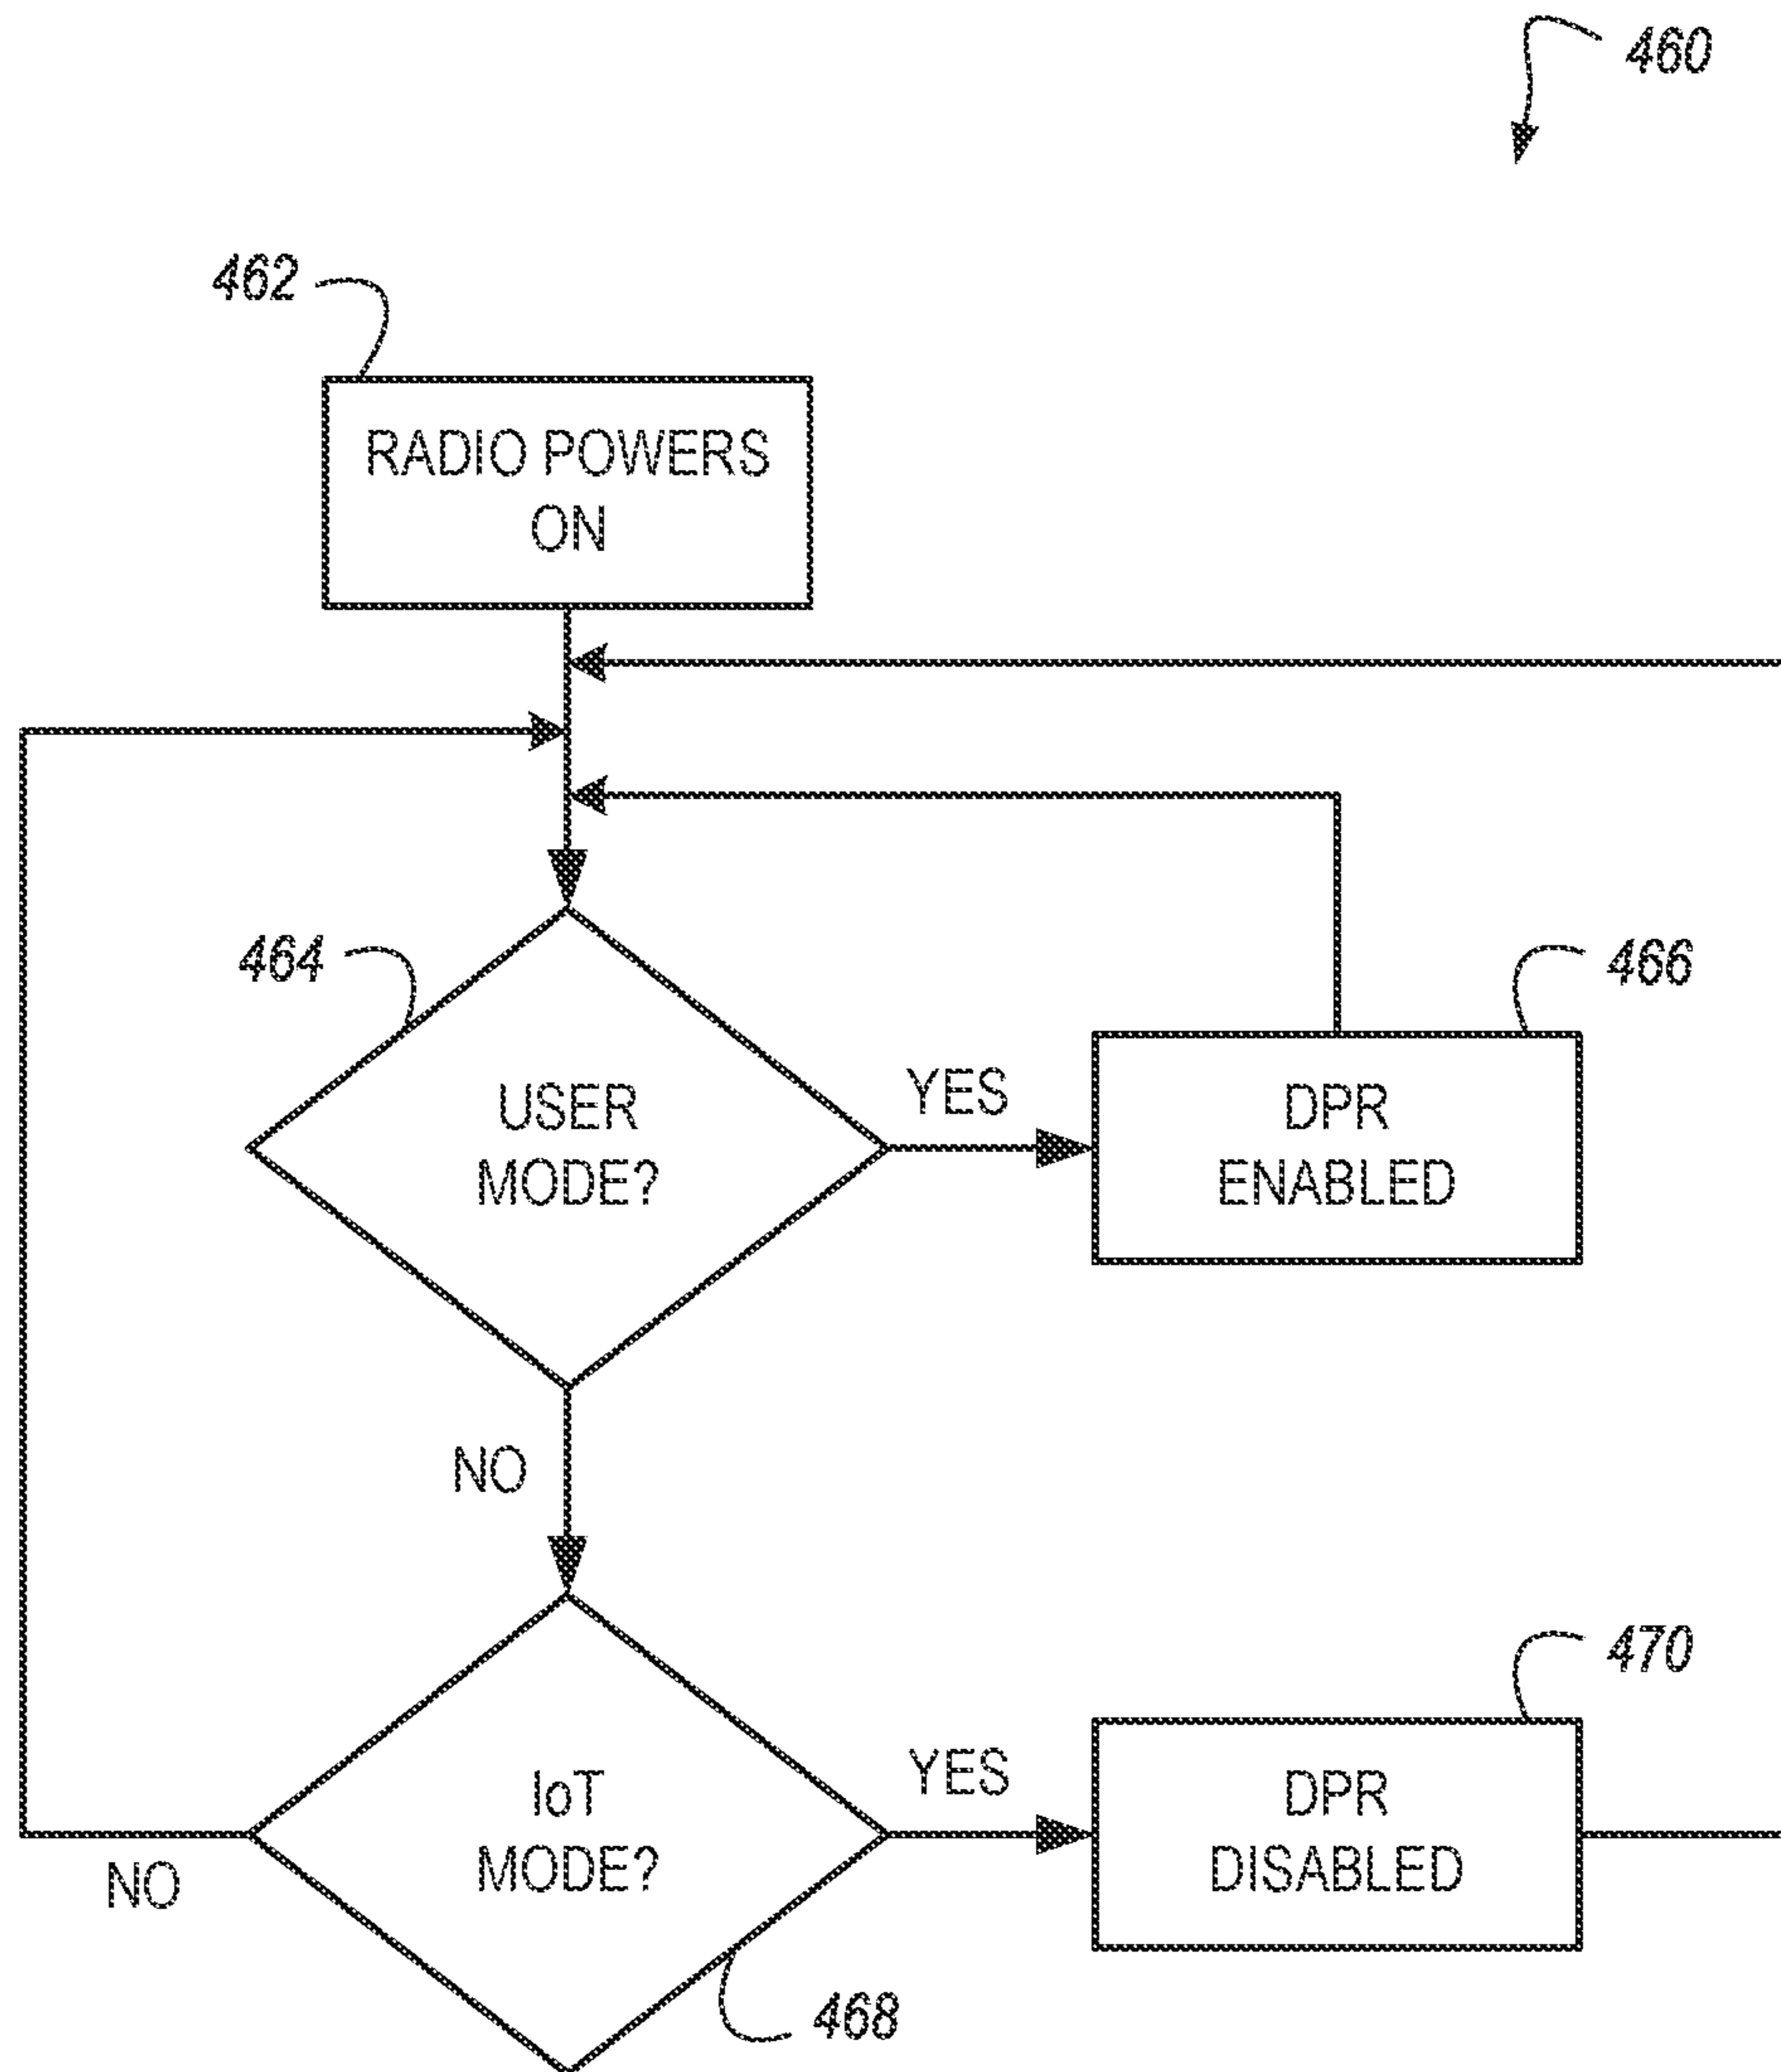 460
462
RADIO POWERS
ON
464
USER
MODE?
YES
466
DPR
ENABLED
NO
IoT
MODE?
YES
470
DPR
DISABLED
NO
468